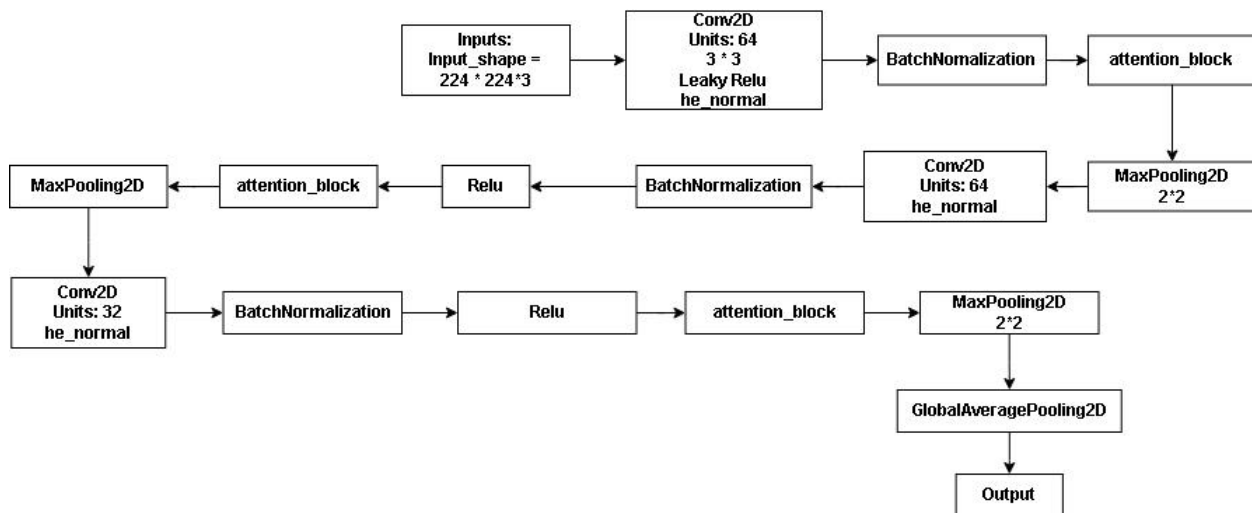 Inputs:
Input_shape =
224 * 224*3
Conv2D
Units: 64
3 * 3
Leaky Relu
he_normal
BatchNomalization
attention_block
MaxPooling2D
2*2
Conv2D
Units: 64
he_normal
BatchNormalization
Relu
attention_block
MaxPooling2D
Conv2D
Units: 32
he_normal
BatchNormalization
Relu
attention_block
MaxPooling2D
2*2
GlobalAveragePooling2D
Output